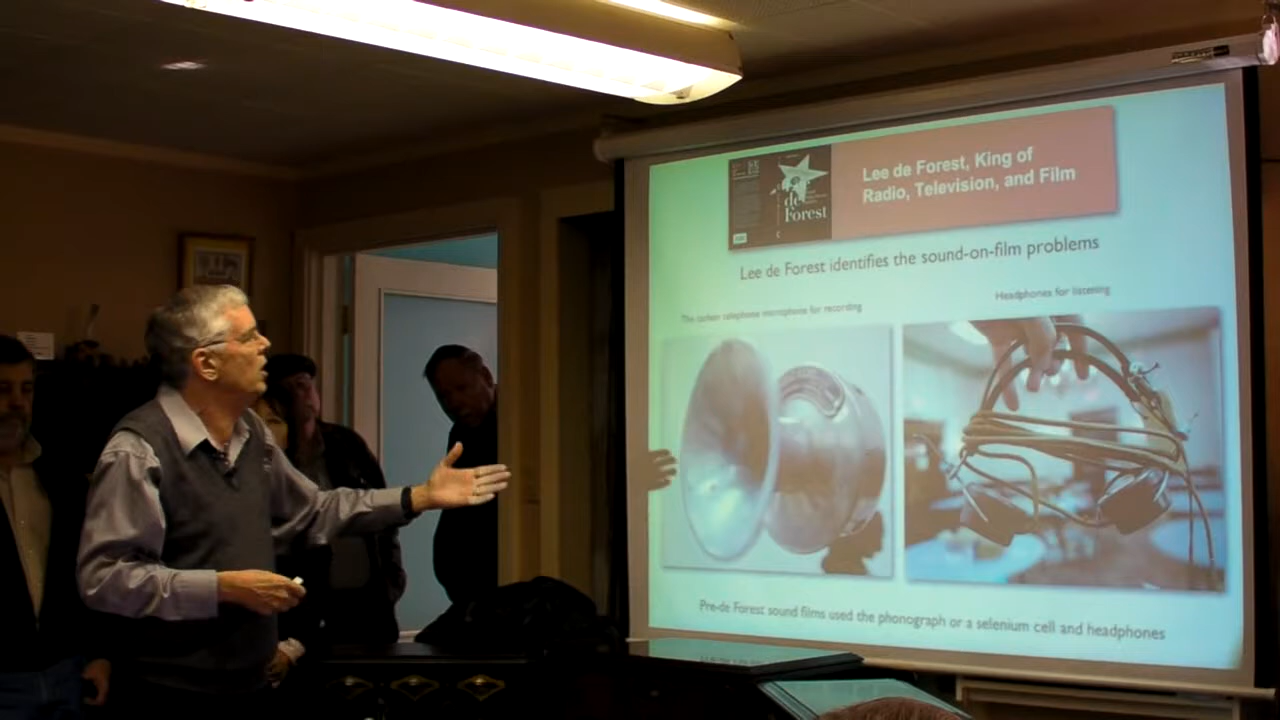 Lee de Forest, King of
Radio, Television, and Film
de
Forest
Lee de Forest identifies the sound-on-film problems
The carbon telephone microphone for recording
Headphones for listening
Pre-de Forest sound films used the phonograph or a selenium cell and headphones